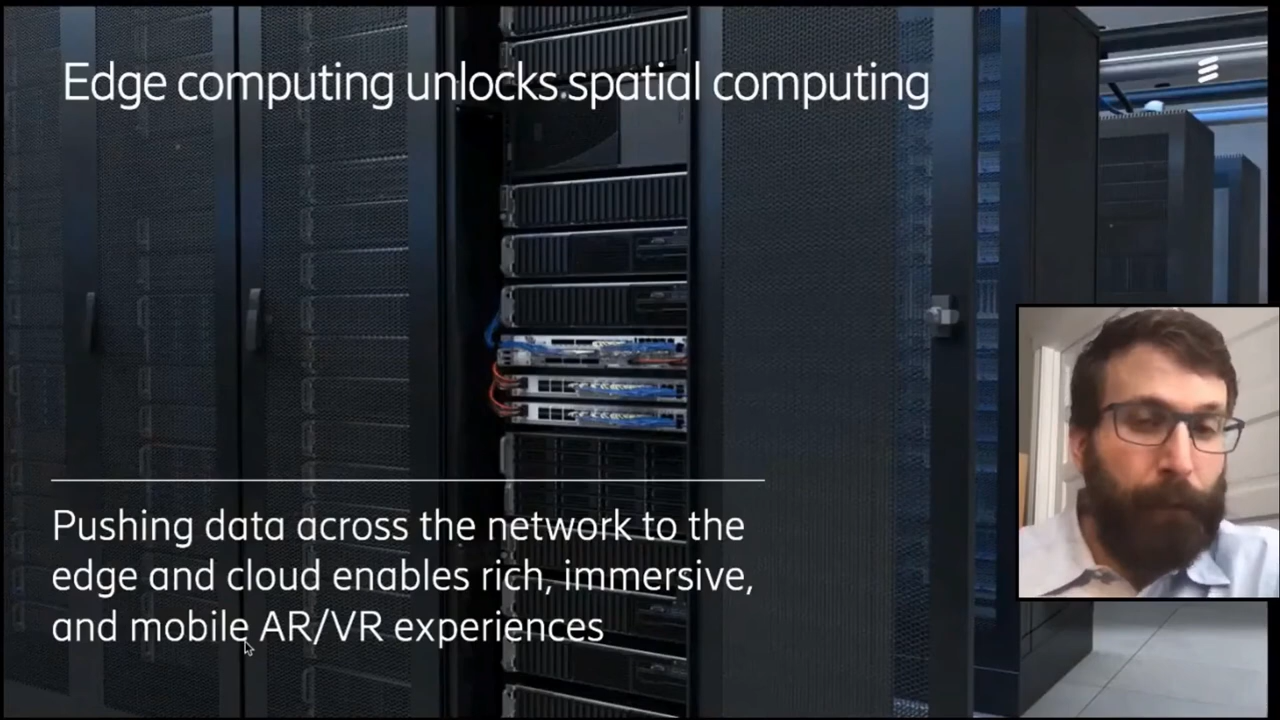 Edge computing unlocks spatial computing
Pushing data across the network to the
edge and cloud enables rich, immersive,
and mobile AR/VR experiences